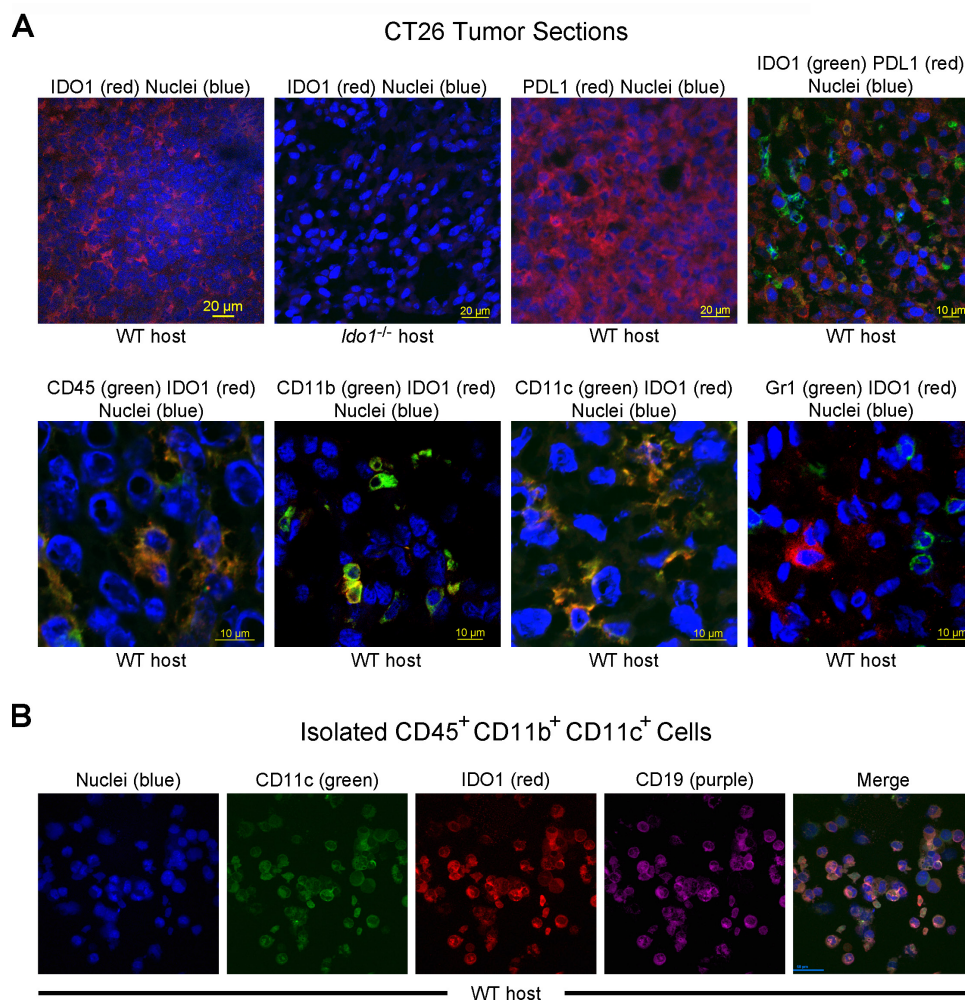 A
CT26 Tumor Sections
IDO1 (red) Nuclei (blue)
IDO1 (red) Nuclei (blue)
PDL1 (red) Nuclei (blue)
IDO1 (green) PDL1 (red)
Nuclei (blue)
20 µm
20 µm
20 µm
10 µm
WT host
Ido1-/- host
WT host
WT host
CD45 (green) IDO1 (red)
Nuclei (blue)
CD11b (green) IDO1 (red)
Nuclei (blue)
CD11c (green) IDO1 (red)
Nuclei (blue)
Gr1 (green) IDO1 (red)
Nuclei (blue)
10 µm
10 µm
10 µm
10 µm
WT host
WT host
WT host
WT host
B
Isolated CD45+ CD11b+ CD11c+ Cells
Nuclei (blue)
CD11c (green)
IDO1 (red)
CD19 (purple)
Merge
WT host